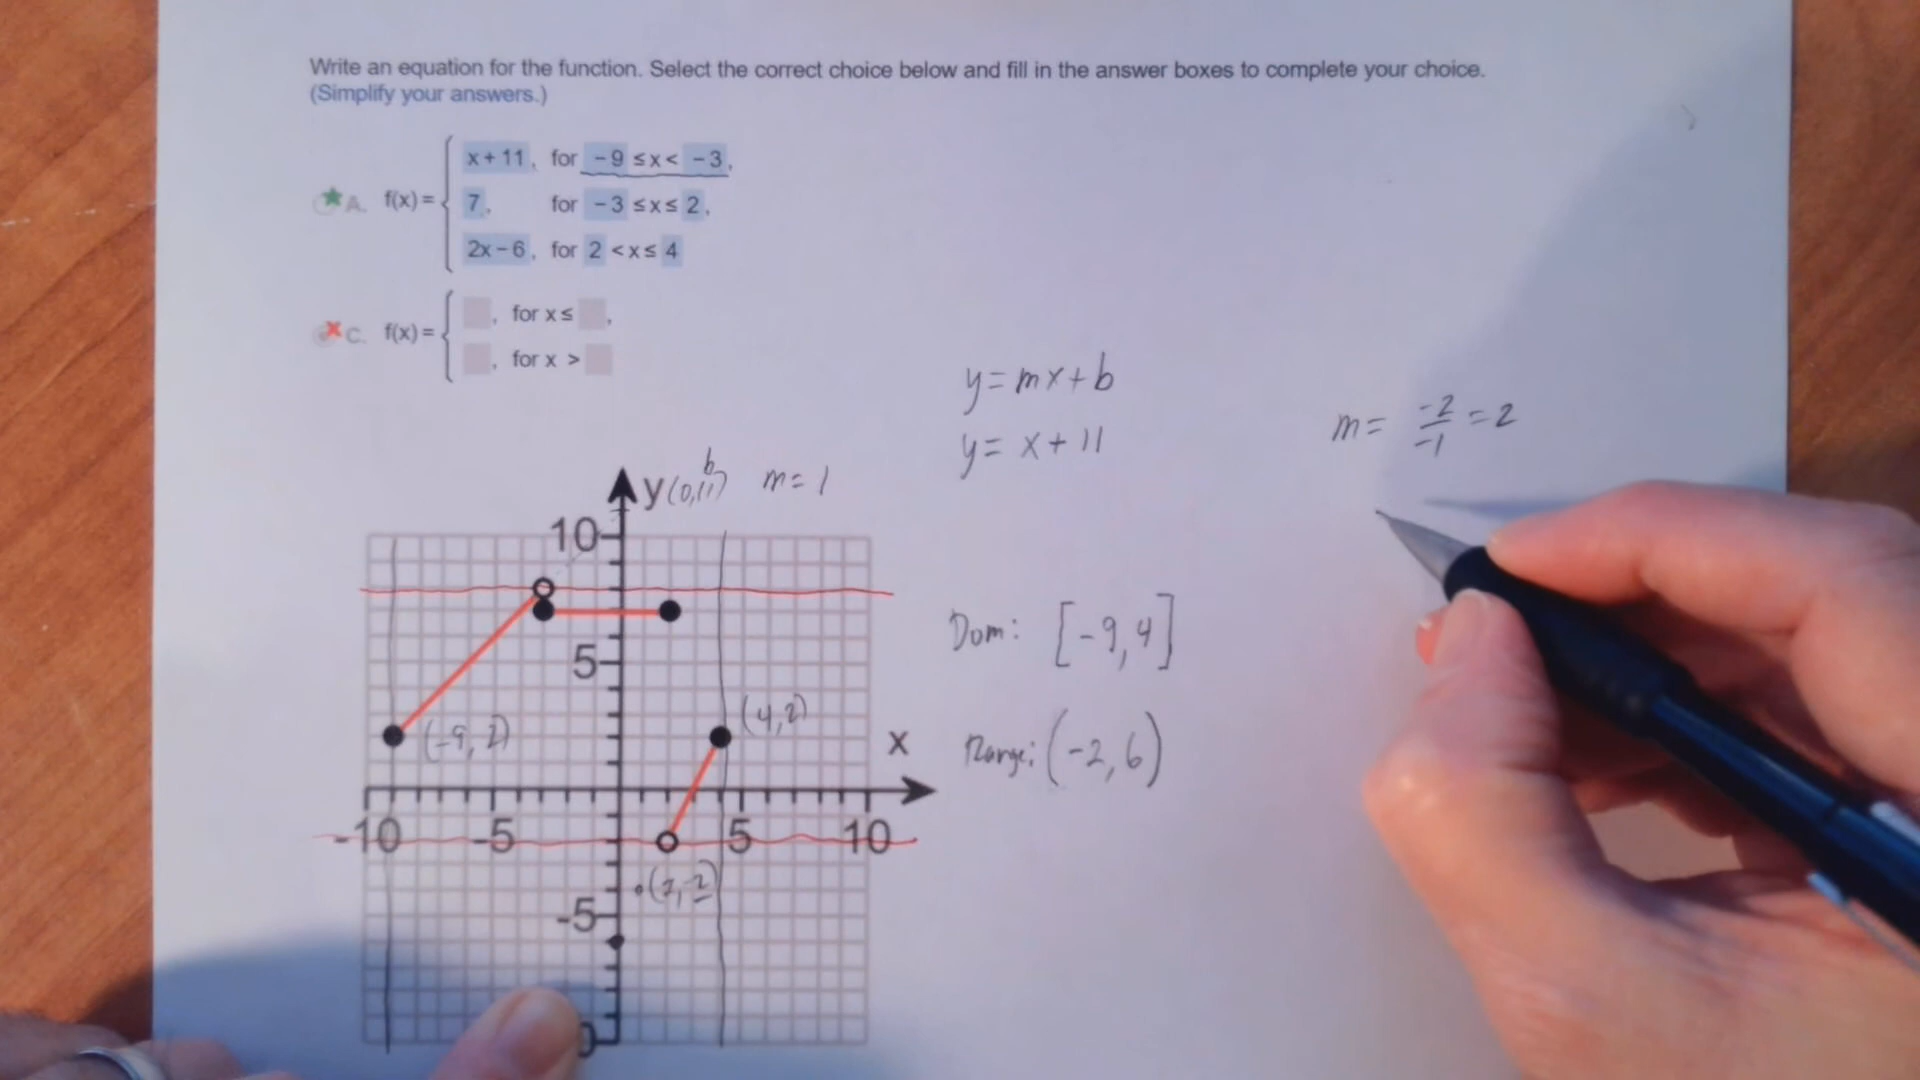 Write an equation for the function. Select the correct choice below and fill in the answer boxes to complete your choice.
(Simplify your answers.)
x + 11, for -9 ≤ x < -3,
A. f(x) = 7, for -3 ≤ x ≤ 2,
2x - 6, for 2 < x ≤ 4
, for x ≤ ,
C. f(x) =
, for x >
y = mx + b
y = x + 11
m = -2/-1 = 2
b
y (0,11) m = 1
10
5
Dom: [-9, 4]
(4,2)
(-9, 2)
x
Range: (-2, 6)
-10 -5 5 10
(2,-2)
-5